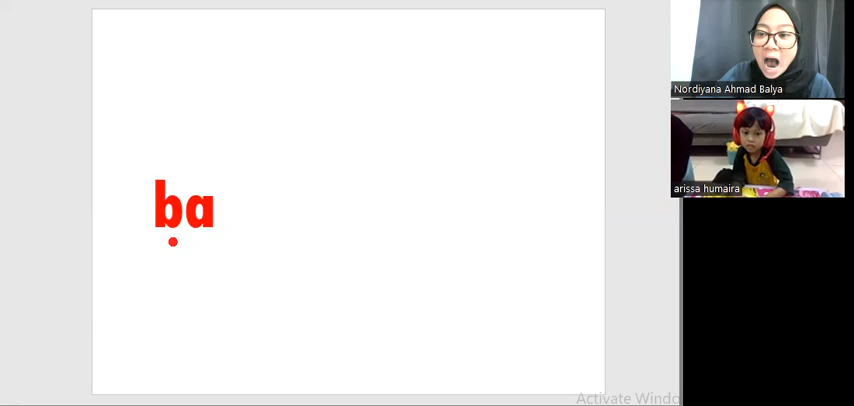 Nordiyana Ahmad Balya
ba
arissa humaira
Activate Windo